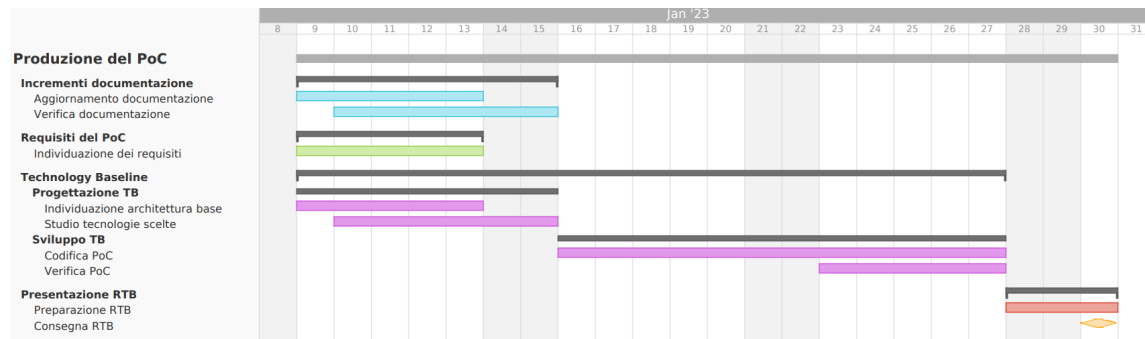 Jan '23
8 9 10 11 12 13 14 15 16 17 18 19 20 21 22 23 24 25 26 27 28 29 30 31
Produzione del PoC
Incrementi documentazione
Aggiornamento documentazione
Verifica documentazione
Requisiti del PoC
Individuazione dei requisiti
Technology Baseline
Progettazione TB
Individuazione architettura base
Studio tecnologie scelte
Sviluppo TB
Codifica PoC
Verifica PoC
Presentazione RTB
Preparazione RTB
Consegna RTB